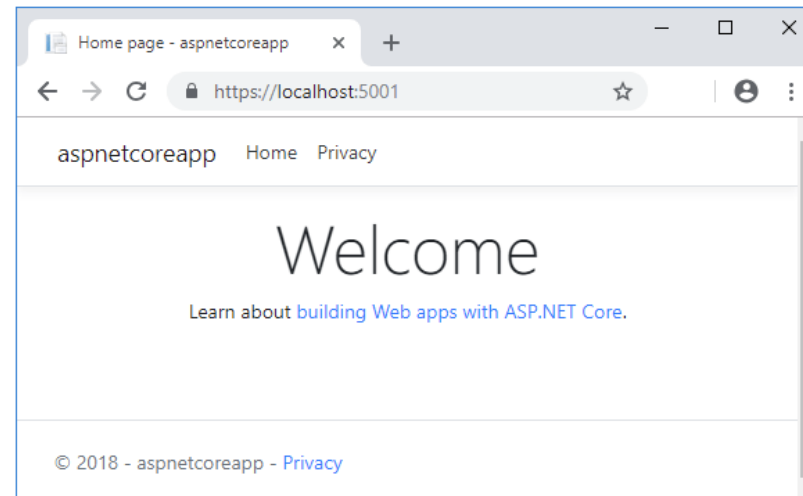 Home page - aspnetcoreapp
https://localhost:5001
aspnetcoreapp Home Privacy
Welcome
Learn about building Web apps with ASP.NET Core.
© 2018 - aspnetcoreapp - Privacy